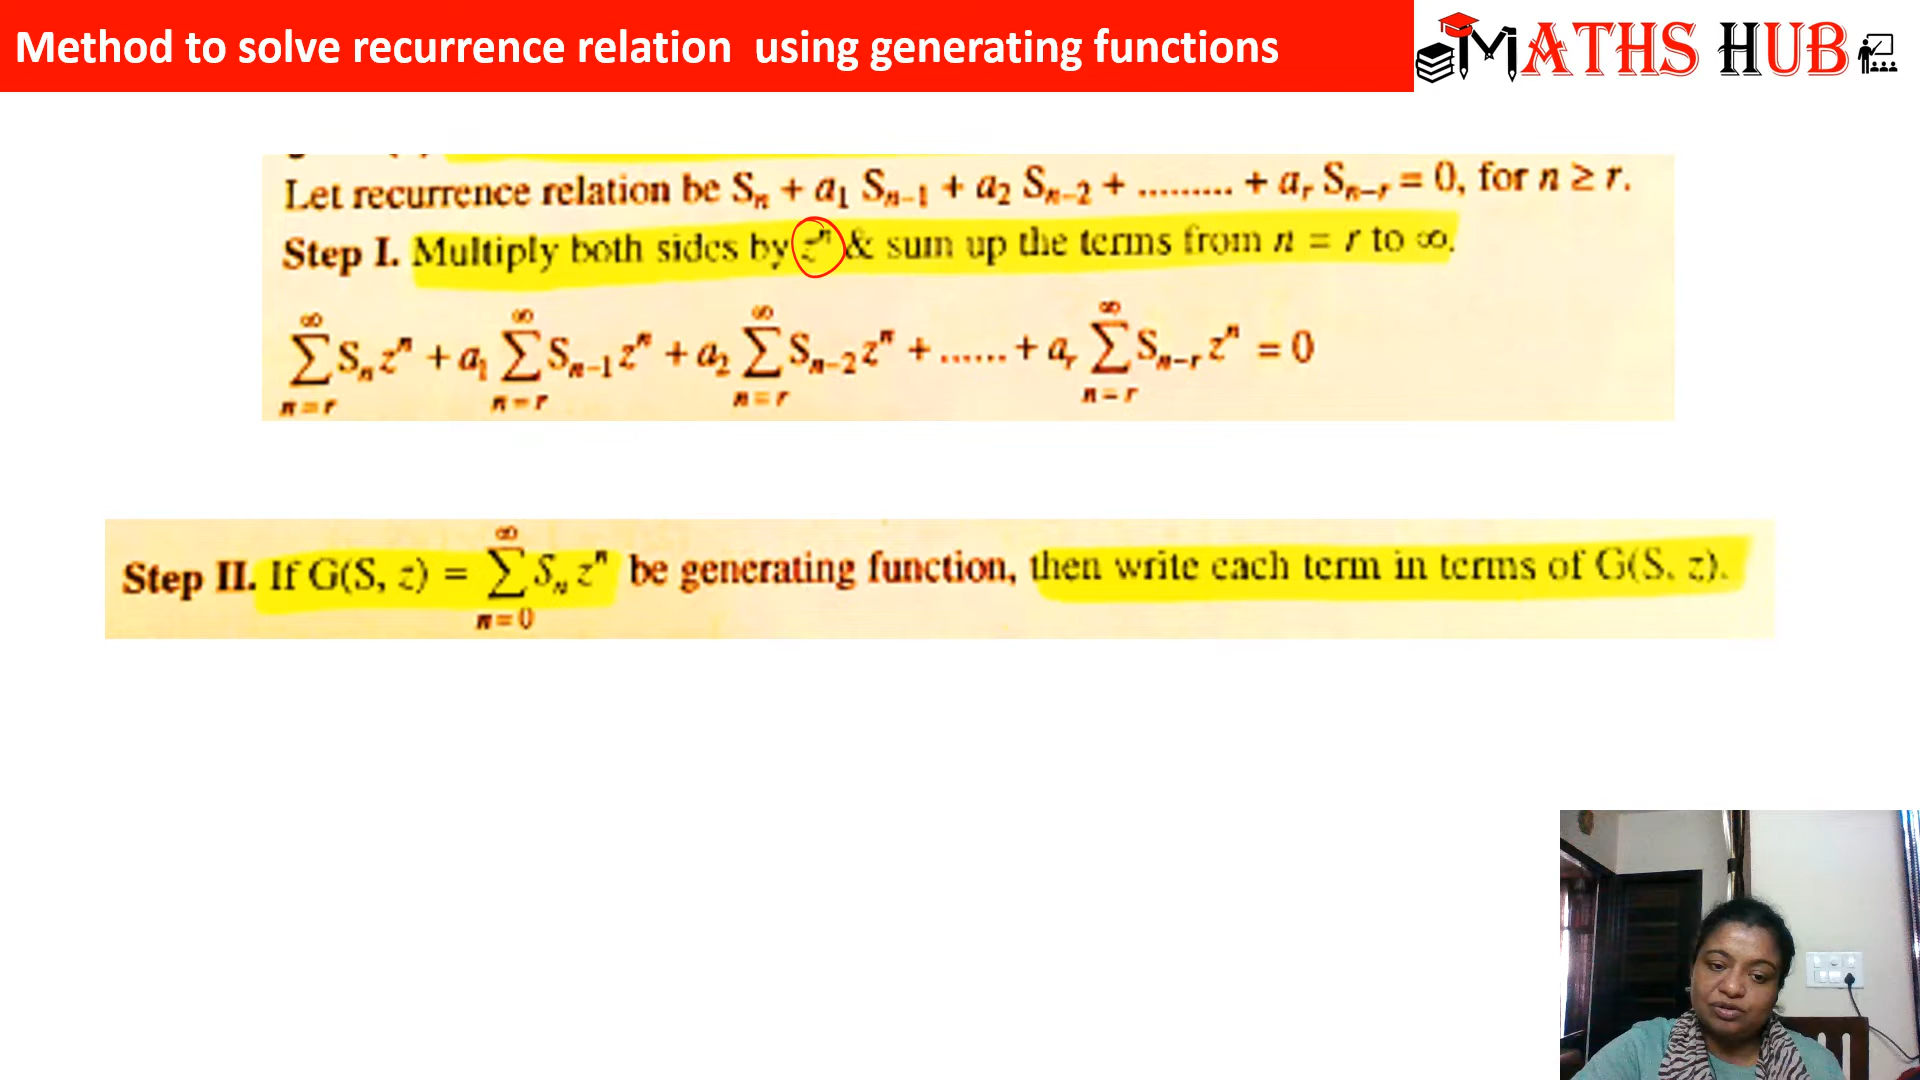 Method to solve recurrence relation using generating functions
MATHS HUB
Let recurrence relation be Sₙ + a₁ Sₙ₋₁ + a₂ Sₙ₋₂ + ......... + aᵣ Sₙ₋ᵣ = 0, for n ≥ r.
Step I. Multiply both sides by zⁿ & sum up the terms from n = r to ∞.
∞ ∑ n=r Sₙ zⁿ + a₁ ∞ ∑ n=r Sₙ₋₁ zⁿ + a₂ ∞ ∑ n=r Sₙ₋₂ zⁿ + ...... + aᵣ ∞ ∑ n=r Sₙ₋ᵣ zⁿ = 0
Step II. If G(S, z) = ∞ ∑ n=0 Sₙ zⁿ be generating function, then write each term in terms of G(S, z).